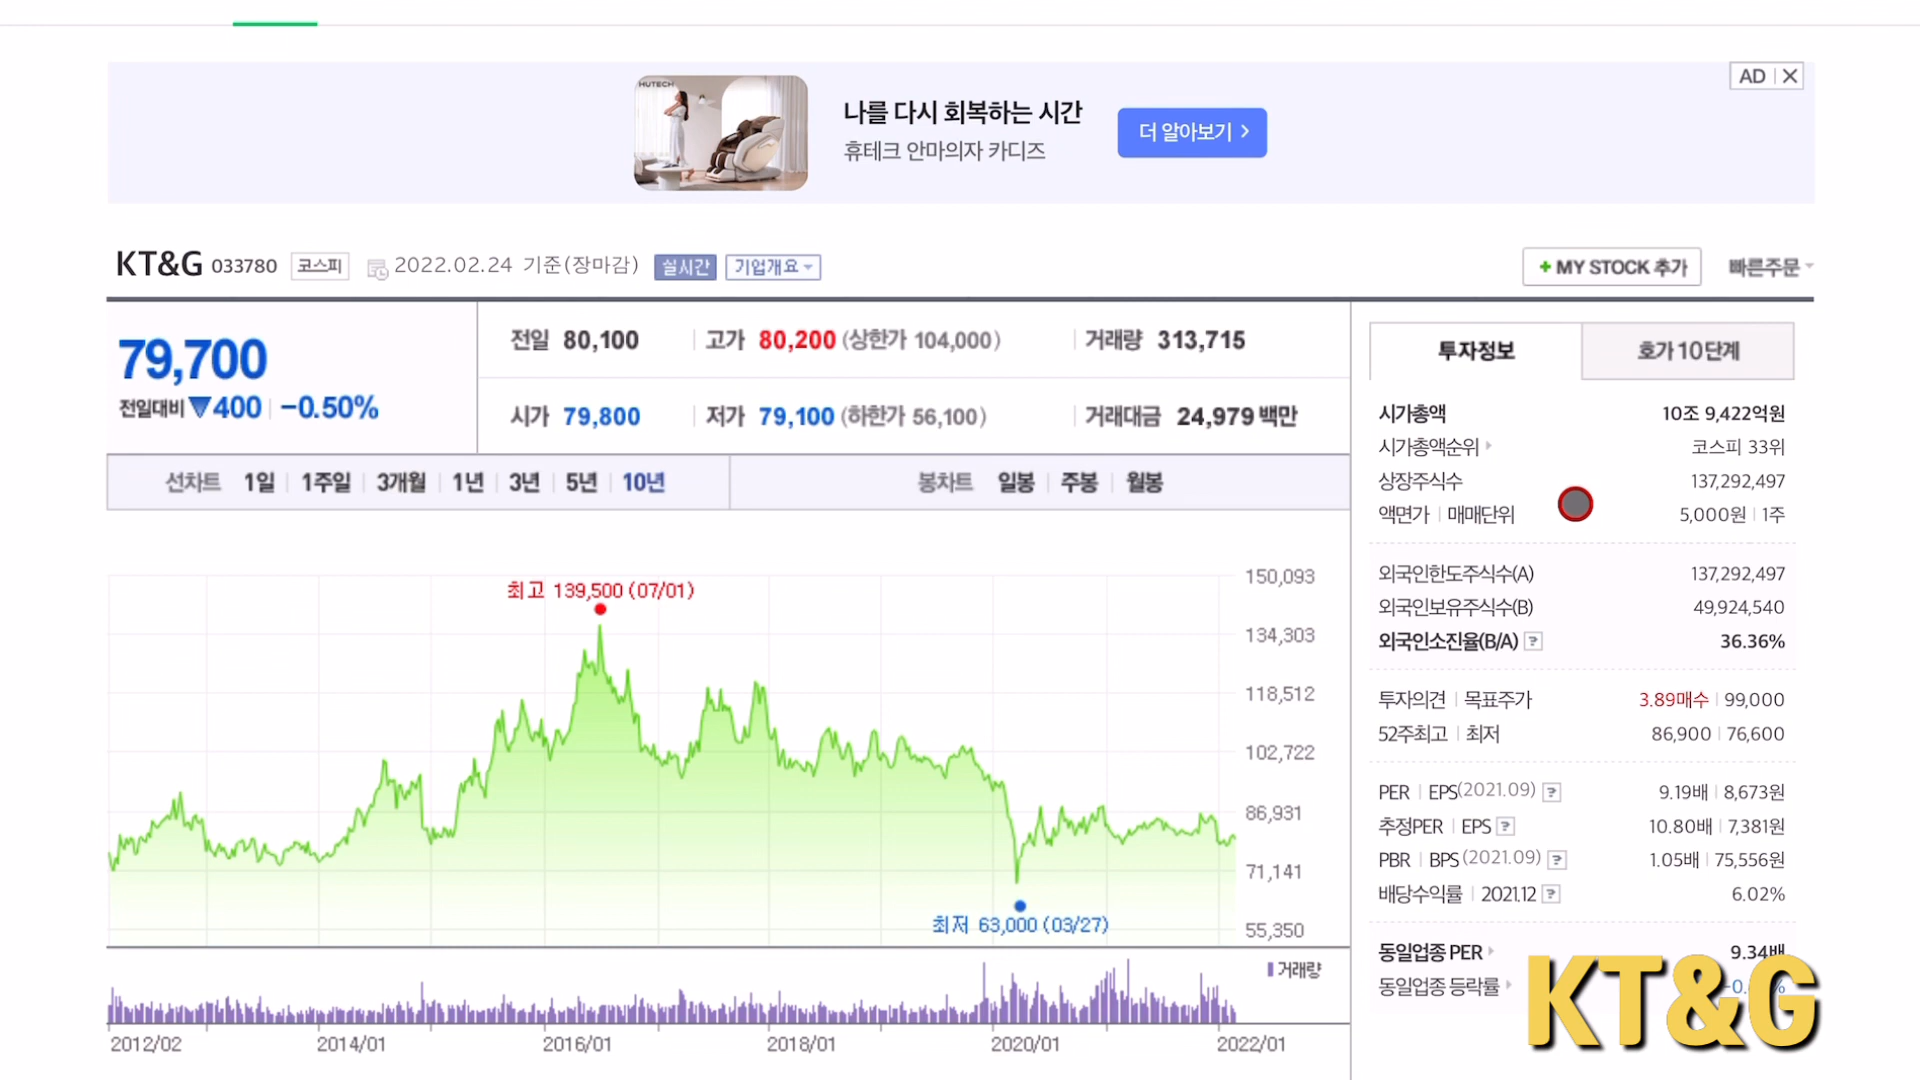 HUTECH
나를 다시 회복하는 시간
휴테크 안마의자 카디즈
더 알아보기 >
AD
KT&G 033780 코스피 2022.02.24 기준(장마감) 실시간 기업개요
+ MY STOCK 추가 빠른주문
79,700
전일대비 ▼400 -0.50%
전일 80,100 고가 80,200 (상한가 104,000) 거래량 313,715
시가 79,800 저가 79,100 (하한가 56,100) 거래대금 24,979 백만
선차트 1일 1주일 3개월 1년 3년 5년 10년 봉차트 일봉 주봉 월봉
최고 139,500 (07/01)
최저 63,000 (03/27)
150,093
134,303
118,512
102,722
86,931
71,141
55,350
거래량
2012/02 2014/01 2016/01 2018/01 2020/01 2022/01
투자정보 호가 10단계
시가총액 10조 9,422억원
시가총액순위 코스피 33위
상장주식수 137,292,497
액면가 매매단위 5,000원 1주
외국인한도주식수(A) 137,292,497
외국인보유주식수(B) 49,924,540
외국인소진율(B/A) ? 36.36%
투자의견 목표주가 3.89매수 99,000
52주최고 최저 86,900 76,600
PER EPS(2021.09) ? 9.19배 8,673원
추정PER EPS ? 10.80배 7,381원
PBR BPS (2021.09) ? 1.05배 75,556원
배당수익률 2021.12 ? 6.02%
동일업종 PER 9.34배
동일업종 등락률
KT&G